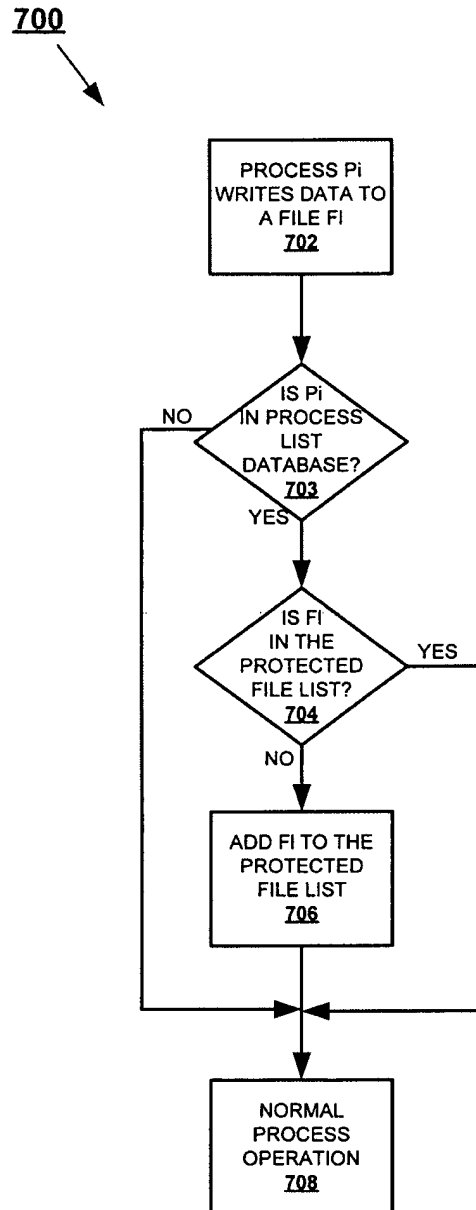 700
PROCESS Pi
WRITES DATA TO
A FILE FI
702
IS Pi
IN PROCESS
LIST
DATABASE?
703
NO
YES
IS FI
IN THE
PROTECTED
FILE LIST?
704
YES
NO
ADD FI TO THE
PROTECTED
FILE LIST
706
NORMAL
PROCESS
OPERATION
708